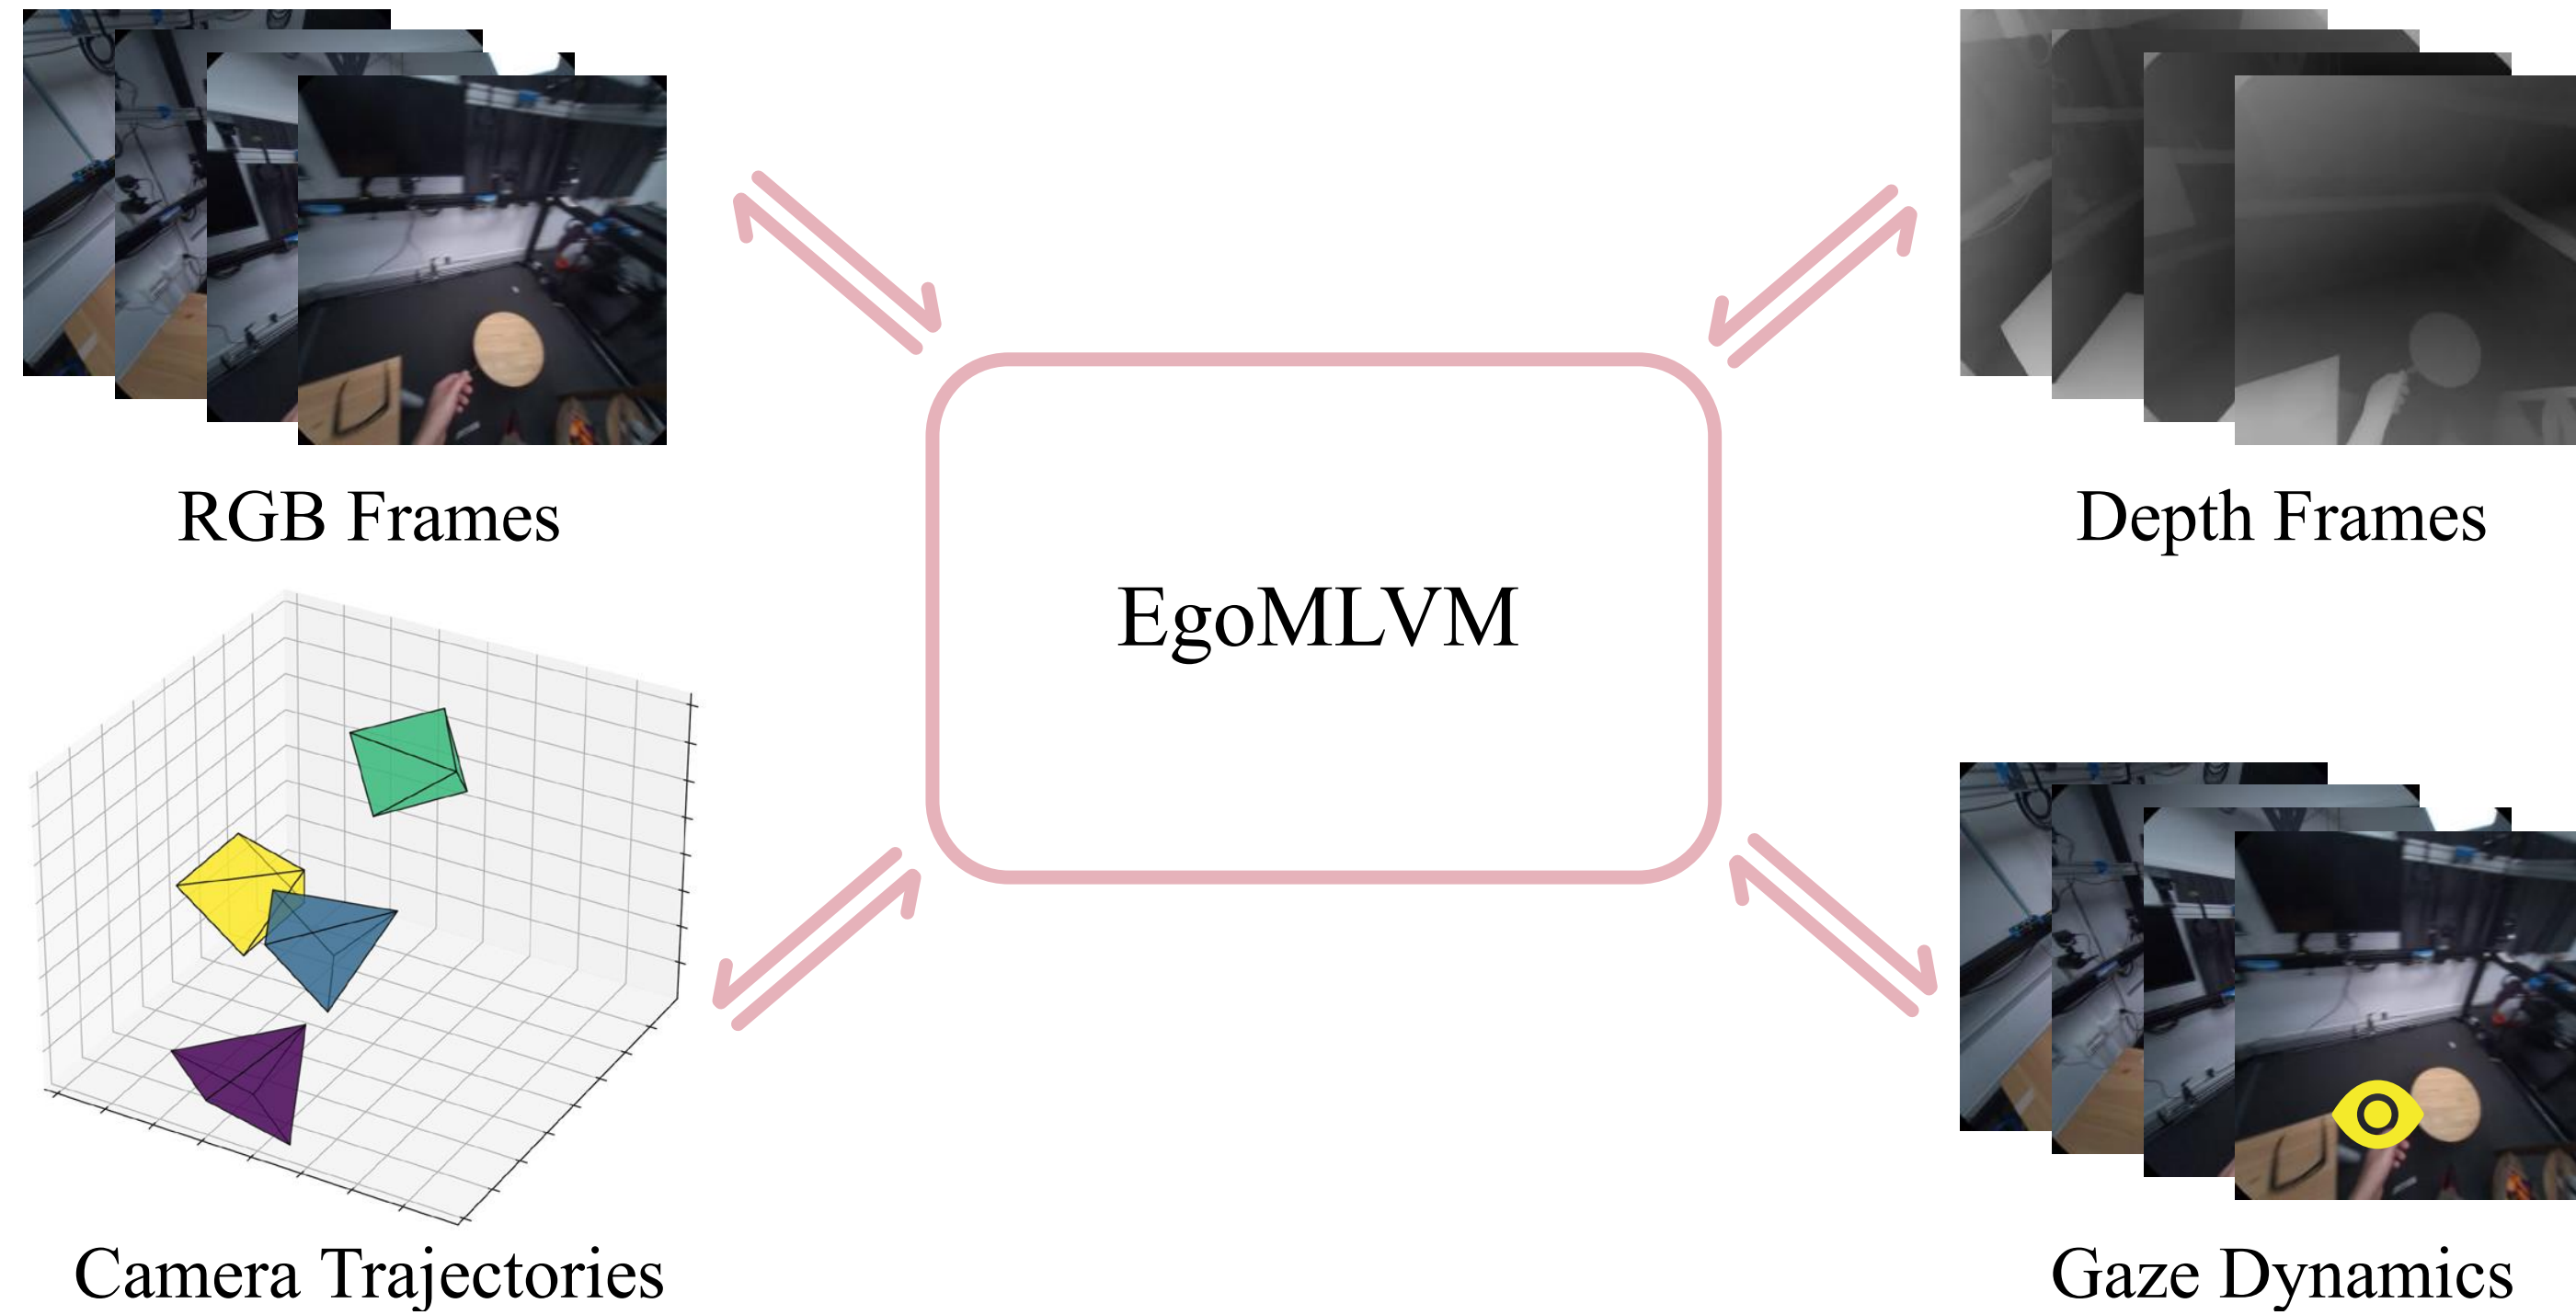 RGB Frames
Depth Frames
EgoMLVM
Camera Trajectories
Gaze Dynamics